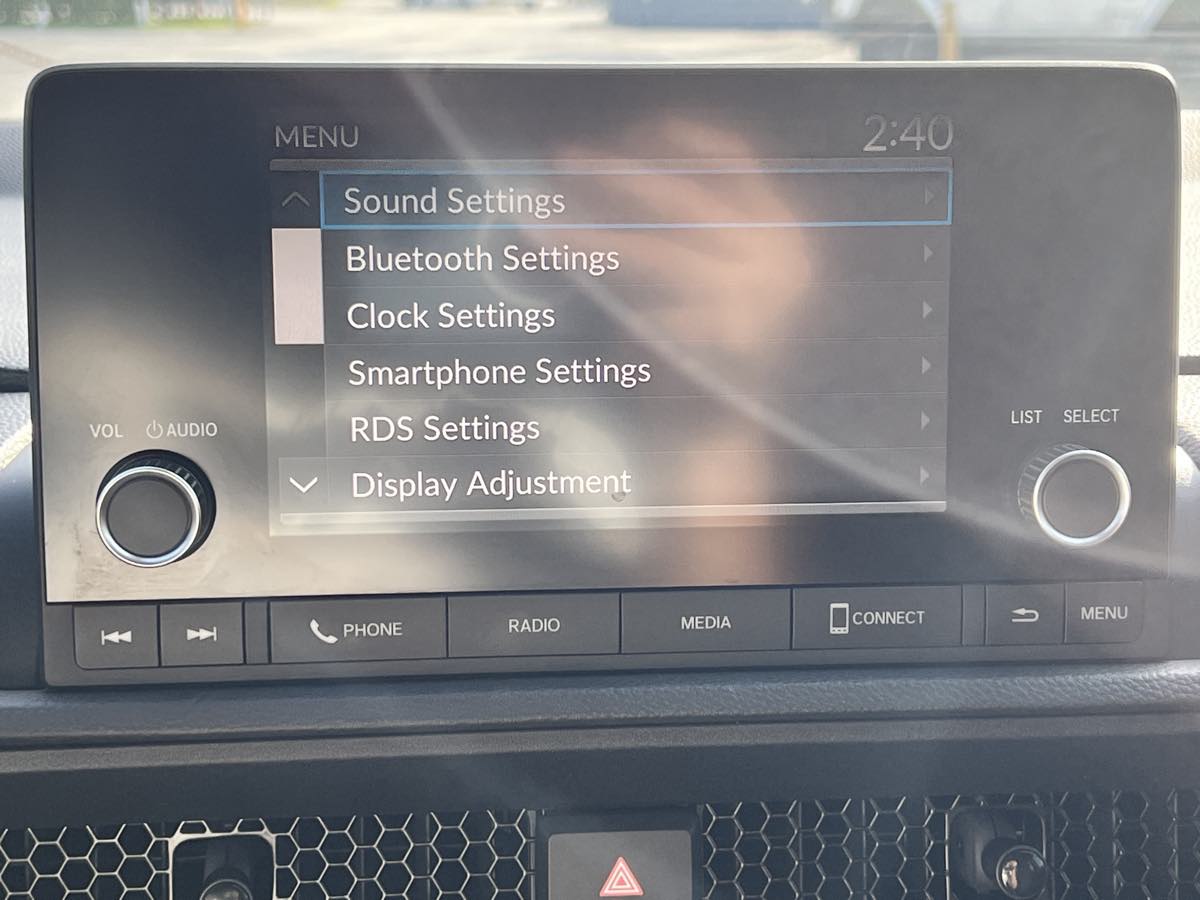 MENU 2:40
Sound Settings
Bluetooth Settings
Clock Settings
Smartphone Settings
RDS Settings
Display Adjustment
VOL AUDIO
LIST SELECT
PHONE RADIO MEDIA CONNECT MENU